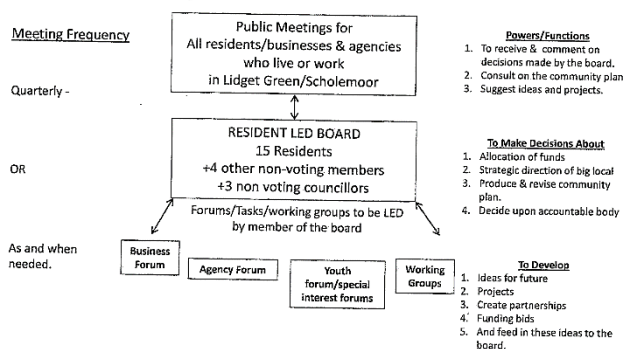 Meeting Frequency
Public Meetings for
All residents/businesses & agencies
who live or work
in Lidget Green/Scholemoor
Powers/Functions
1. To receive & comment on
decisions made by the board.
2. Consult on the community plan
3. Suggest ideas and projects.
Quarterly -
OR
RESIDENT LED BOARD
15 Residents
+4 other non-voting members
+3 non voting councillors
To Make Decisions About
1. Allocation of funds
2. Strategic direction of big local
3. Produce & revise community
plan.
4. Decide upon accountable body
Forums/Tasks/working groups to be LED
by member of the board
As and when
needed.
Business
Forum
Agency Forum
Youth
forum/special
interest forums
Working
Groups
To Develop
1. Ideas for future
2. Projects
3. Create partnerships
4. Funding bids
5. And feed in these ideas to the
board.